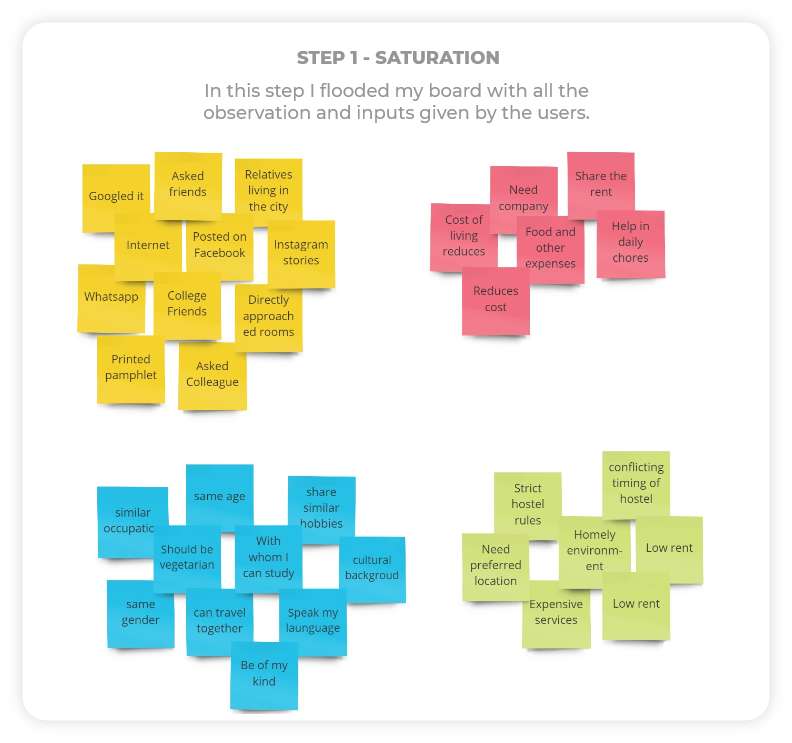 STEP 1 - SATURATION
In this step I flooded my board with all the
observation and inputs given by the users.
Googled it
Asked
friends
Relatives
living in
the city
Internet
Posted on
Facebook
Instagram
stories
Whatsapp
College
Friends
Directly
approach
ed rooms
Printed
pamphlet
Asked
Colleague
Need
company
Share the
rent
Cost of
living
reduces
Food and
other
expenses
Help in
daily
chores
Reduces
cost
similar
occupatic
same age
share
similar
hobbies
Should be
vegetarian
With
whom I
can study
cultural
backgroud
same
gender
can travel
together
Speak my
launguage
Be of my
kind
Strict
hostel
rules
conflicting
timing of
hostel
Need
preferred
location
Homely
environm-
ent
Low rent
Expensive
services
Low rent